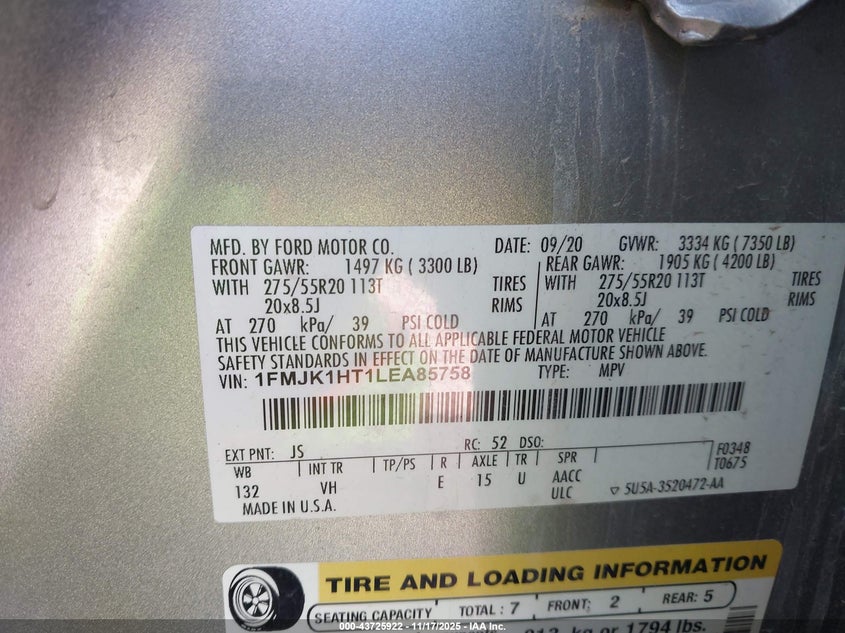 MFD. BY FORD MOTOR CO. DATE: 09/20 GVWR: 3334 KG ( 7350 LB)
FRONT GAWR: 1497 KG ( 3300 LB) REAR GAWR: 1905 KG ( 4200 LB)
WITH 275/55R20 113T TIRES WITH 275/55R20 113T TIRES
20x8.5J RIMS 20x8.5J RIMS
AT 270 kPa/ 39 PSI COLD AT 270 kPa/ 39 PSI COLD
THIS VEHICLE CONFORMS TO ALL APPLICABLE FEDERAL MOTOR VEHICLE
SAFETY STANDARDS IN EFFECT ON THE DATE OF MANUFACTURE SHOWN ABOVE.
VIN: 1FMJK1HT1LEA85758 TYPE: MPV
EXT PNT: JS RC: 52 DSO: F0348
WB INT TR TP/PS R AXLE TR SPR T0675
132 VH E 15 U AACC
ULC 5U5A-3520472-AA
MADE IN U.S.A.
TIRE AND LOADING INFORMATION
SEATING CAPACITY TOTAL : 7 FRONT: 2 REAR: 5
kg or 1794 lbs.
000-43725922 - 11/17/2025 - IAA Inc.